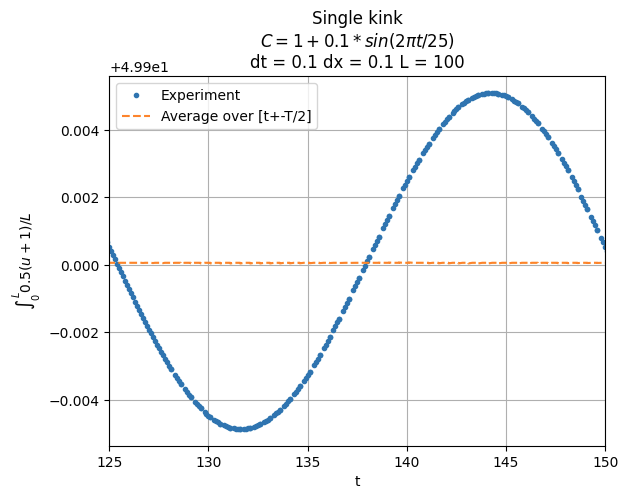 Single kink
C = 1 + 0.1 * sin(2πt/25)
dt = 0.1 dx = 0.1 L = 100
+4.99e1
Experiment
Average over [t+-T/2]
0.004
0.002
0.000
−0.002
−0.004
∫₀ᴸ 0.5(u + 1)/L
125
130
135
140
145
150
t